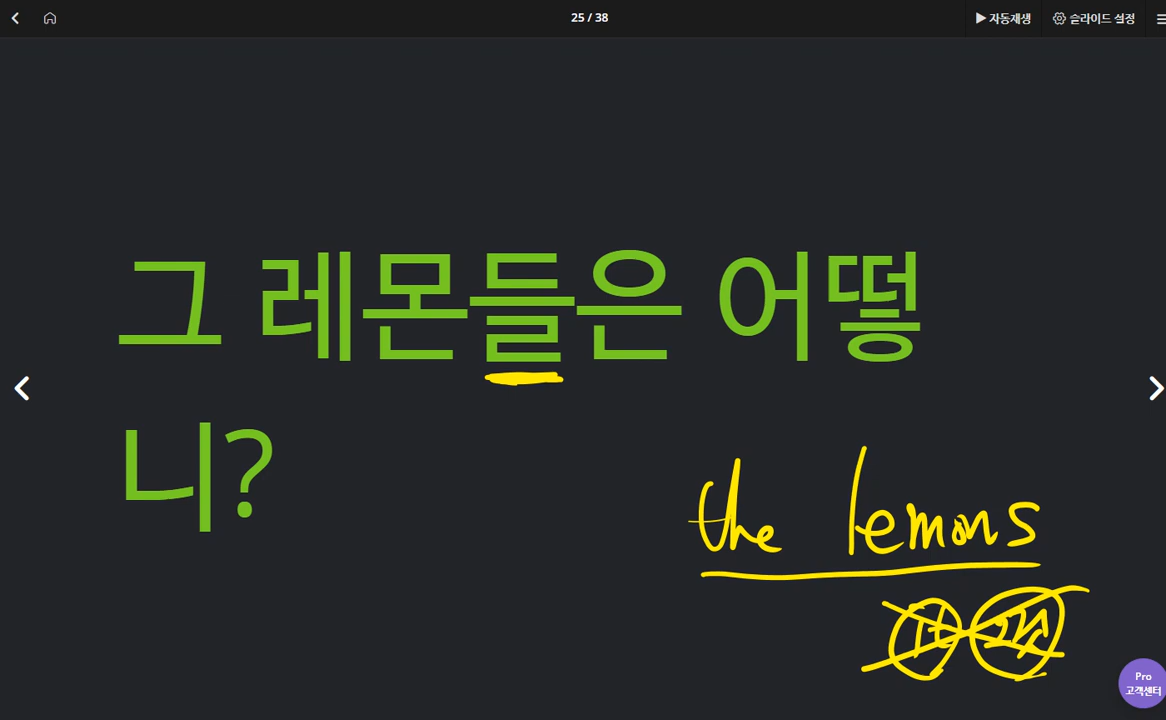 25 / 38
자동재생
슬라이드 설정
그 레몬들은 어떻
니?
the lemons
Pro
고객센터